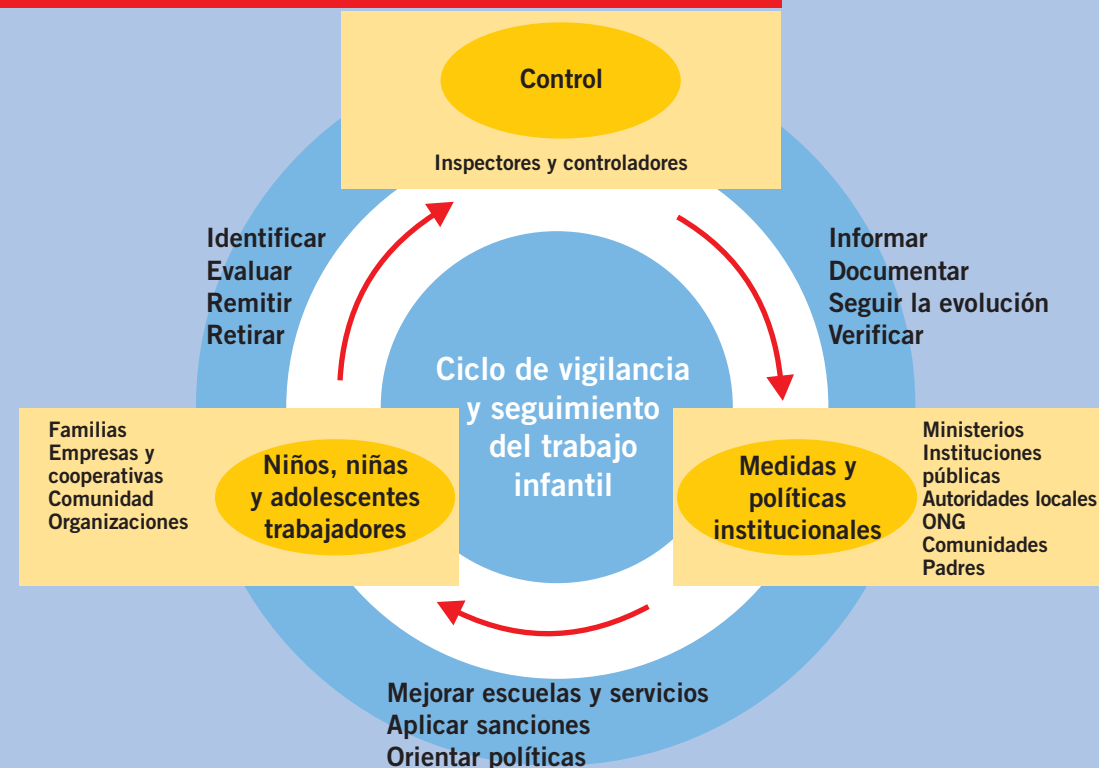 Control
Inspectores y controladores
Identificar
Evaluar
Remitir
Retirar
Informar
Documentar
Seguir la evolución
Verificar
Ciclo de vigilancia
y seguimiento
del trabajo
infantil
Familias
Empresas y
cooperativas
Comunidad
Organizaciones
Niños, niñas
y adolescentes
trabajadores
Medidas y
políticas
institucionales
Ministerios
Instituciones
públicas
Autoridades locales
ONG
Comunidades
Padres
Mejorar escuelas y servicios
Aplicar sanciones
Orientar políticas